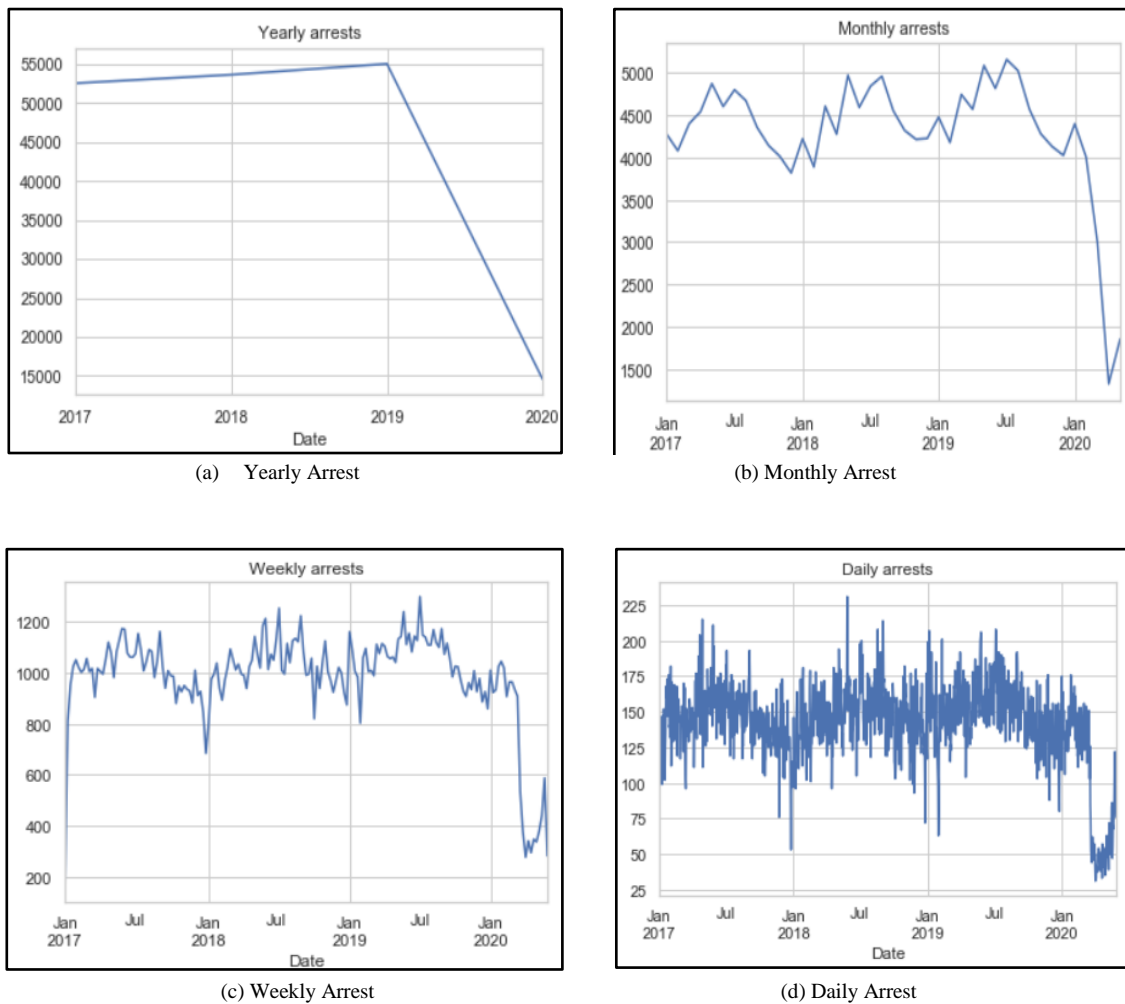 Yearly arrests
55000
50000
45000
40000
35000
30000
25000
20000
15000
2017 2018 2019 2020
Date
(a) Yearly Arrest
Monthly arrests
5000
4500
4000
3500
3000
2500
2000
1500
Jan Jul Jan Jul Jan Jul Jan
2017 2018 2019 2020
(b) Monthly Arrest
Weekly arrests
1200
1000
800
600
400
200
Jan Jul Jan Jul Jan Jul Jan
2017 2018 2019 2020
Date
(c) Weekly Arrest
Daily arrests
225
200
175
150
125
100
75
50
25
Jan Jul Jan Jul Jan Jul Jan
2017 2018 2019 2020
Date
(d) Daily Arrest